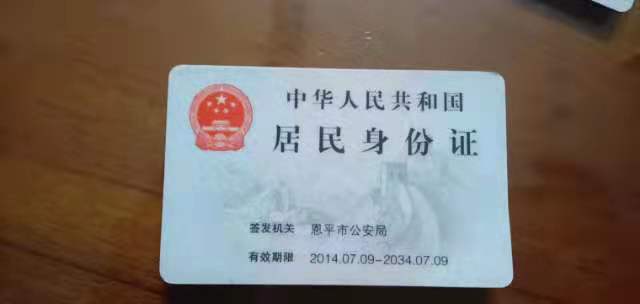 中华人民共和国
居民身份证
签发机关 恩平市公安局
有效期限 2014.07.09-2034.07.09